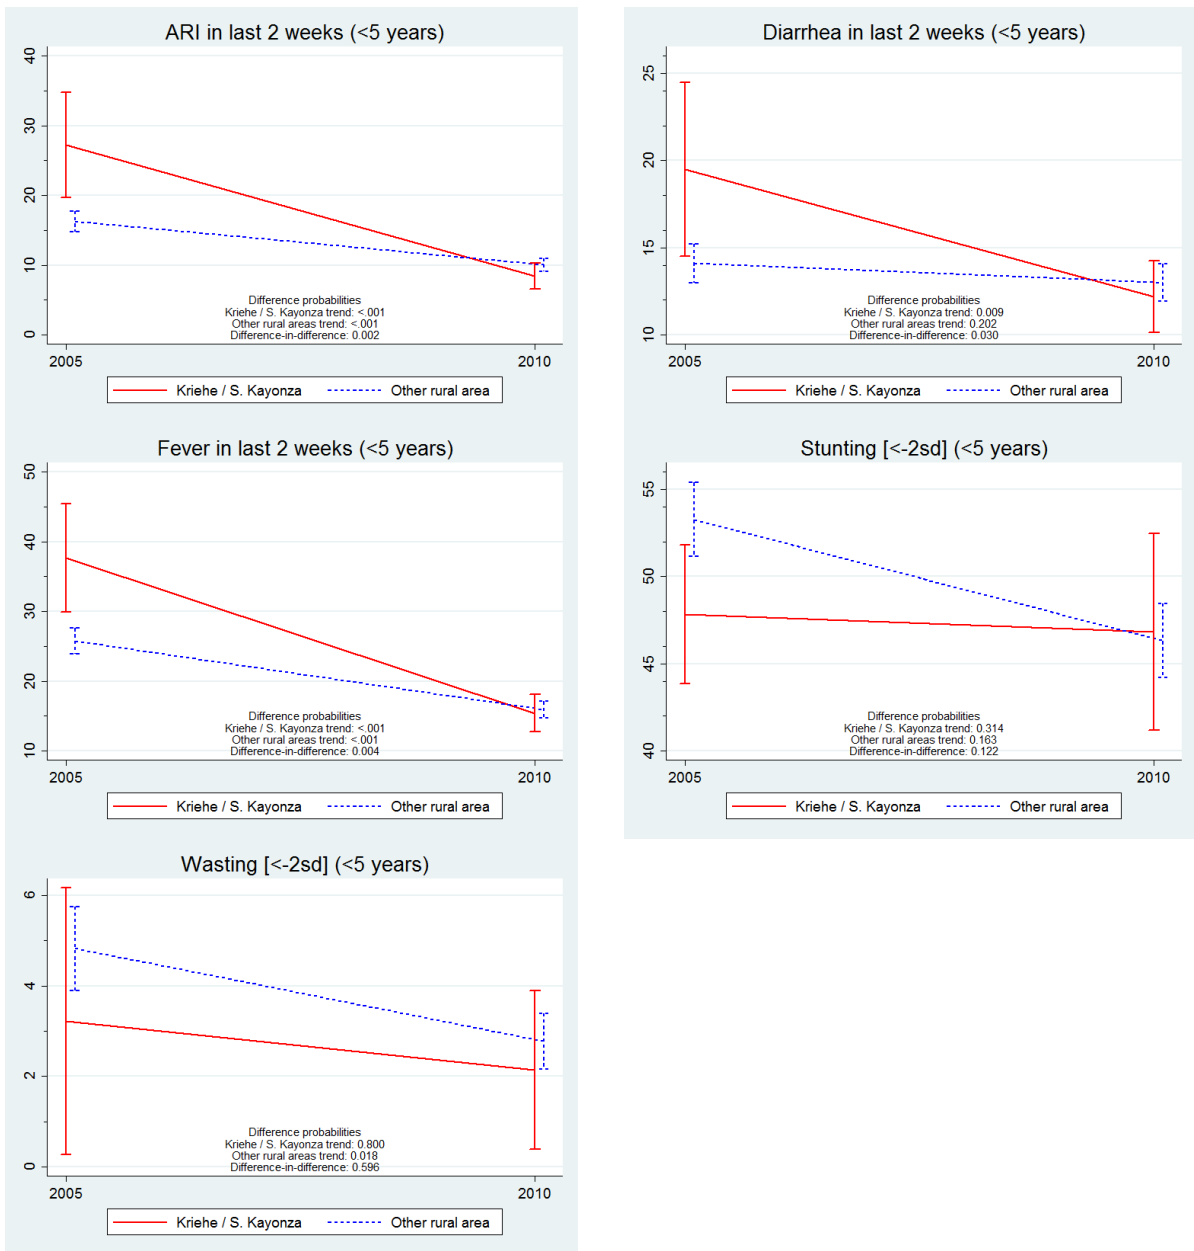 ARI in last 2 weeks (<5 years)
40
30
20
10
0
Difference probabilities
Kriehe / S. Kayonza trend: <.001
Other rural areas trend: <.001
Difference-in-difference: 0.002
2005 2010
Kriehe / S. Kayonza Other rural area
Diarrhea in last 2 weeks (<5 years)
25
20
15
10
Difference probabilities
Kriehe / S. Kayonza trend: 0.009
Other rural areas trend: 0.202
Difference-in-difference: 0.030
2005 2010
Kriehe / S. Kayonza Other rural area
Fever in last 2 weeks (<5 years)
50
40
30
20
10
Difference probabilities
Kriehe / S. Kayonza trend: <.001
Other rural areas trend: <.001
Difference-in-difference: 0.004
2005 2010
Kriehe / S. Kayonza Other rural area
Stunting [<-2sd] (<5 years)
55
50
45
40
Difference probabilities
Kriehe / S. Kayonza trend: 0.314
Other rural areas trend: 0.163
Difference-in-difference: 0.122
2005 2010
Kriehe / S. Kayonza Other rural area
Wasting [<-2sd] (<5 years)
6
4
2
0
Difference probabilities
Kriehe / S. Kayonza trend: 0.800
Other rural areas trend: 0.018
Difference-in-difference: 0.596
2005 2010
Kriehe / S. Kayonza Other rural area